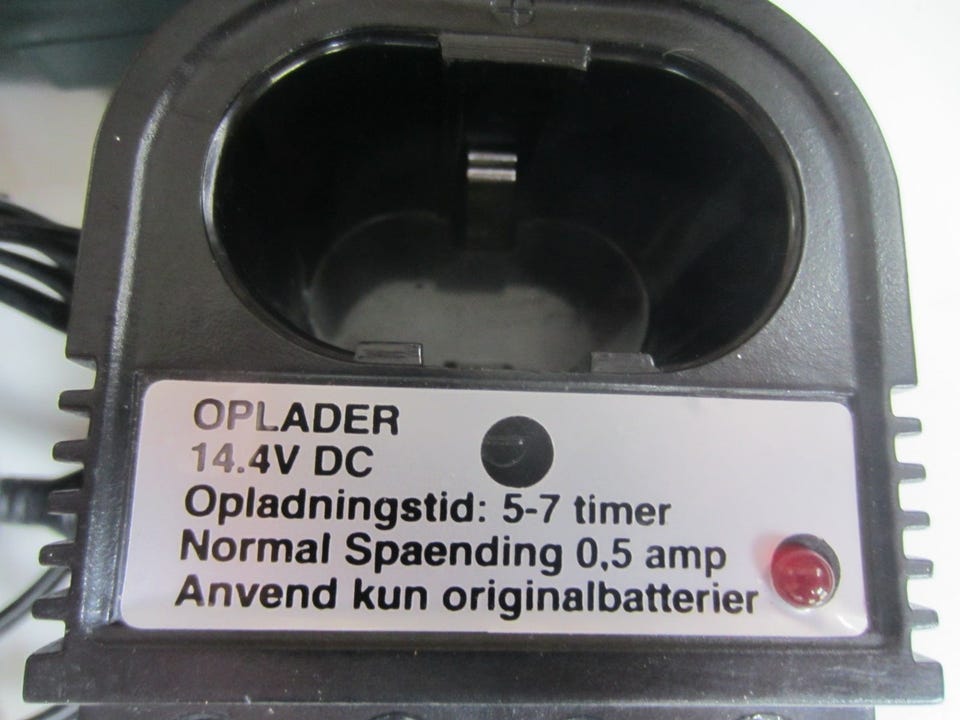 OPLADER
14.4V DC
Opladningstid: 5-7 timer
Normal Spaending 0,5 amp
Anvend kun originalbatterier